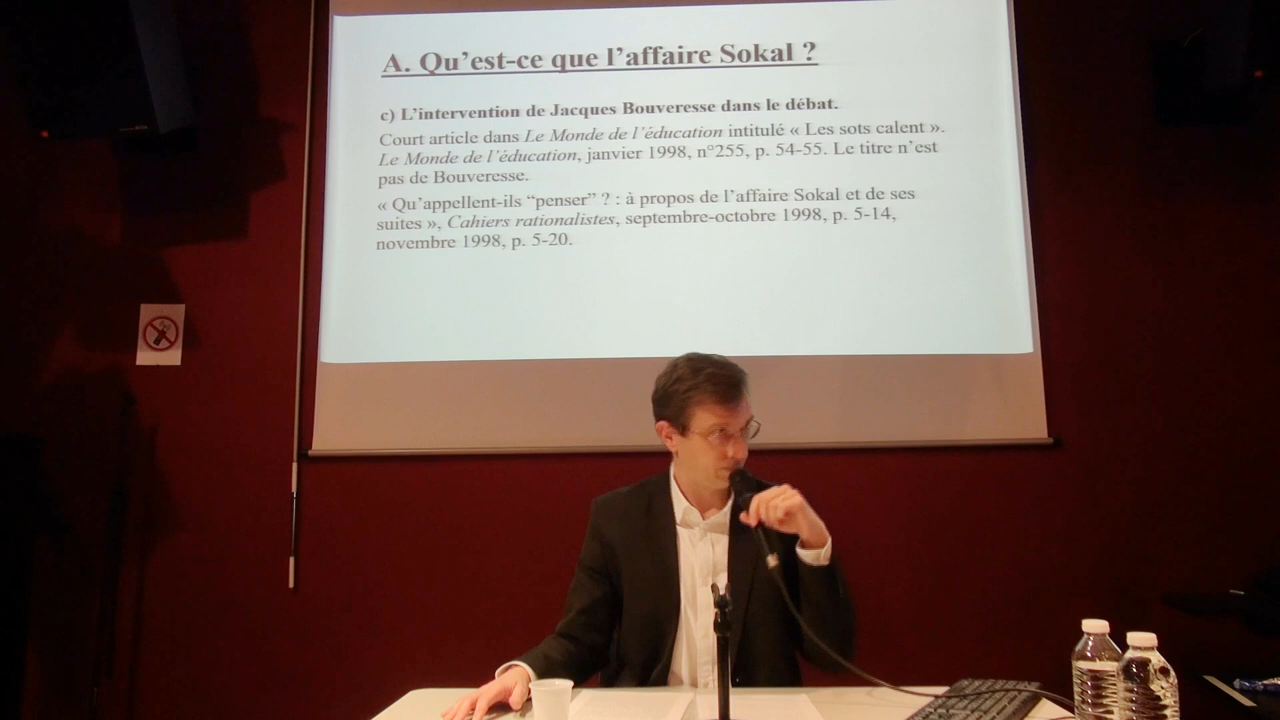 A. Qu’est-ce que l’affaire Sokal ?
c) L’intervention de Jacques Bouveresse dans le débat.
Court article dans Le Monde de l’éducation intitulé « Les sots calent ».
Le Monde de l’éducation, janvier 1998, n°255, p. 54-55. Le titre n’est
pas de Bouveresse.
« Qu’appellent-ils “penser” ? : à propos de l’affaire Sokal et de ses
suites », Cahiers rationalistes, septembre-octobre 1998, p. 5-14,
novembre 1998, p. 5-20.